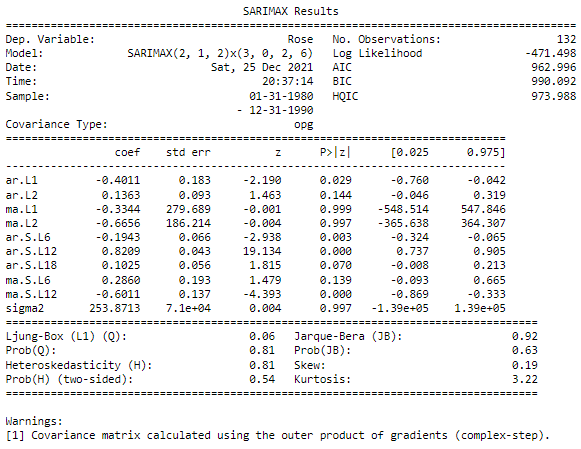 SARIMAX Results
==============================================================================
Dep. Variable: Rose No. Observations: 132
Model: SARIMAX(2, 1, 2)x(3, 0, 2, 6) Log Likelihood -471.498
Date: Sat, 25 Dec 2021 AIC 962.996
Time: 20:37:14 BIC 990.092
Sample: 01-31-1980 HQIC 973.988
- 12-31-1990
Covariance Type: opg
==============================================================================
coef std err z P>|z| [0.025 0.975]
------------------------------------------------------------------------------
ar.L1 -0.4011 0.183 -2.190 0.029 -0.760 -0.042
ar.L2 0.1363 0.093 1.463 0.144 -0.046 0.319
ma.L1 -0.3344 279.689 -0.001 0.999 -548.514 547.846
ma.L2 -0.6656 186.214 -0.004 0.997 -365.638 364.307
ar.S.L6 -0.1943 0.066 -2.938 0.003 -0.324 -0.065
ar.S.L12 0.8209 0.043 19.134 0.000 0.737 0.905
ar.S.L18 0.1025 0.056 1.815 0.070 -0.008 0.213
ma.S.L6 0.2860 0.193 1.479 0.139 -0.093 0.665
ma.S.L12 -0.6011 0.137 -4.393 0.000 -0.869 -0.333
sigma2 253.8713 7.1e+04 0.004 0.997 -1.39e+05 1.39e+05
==============================================================================
Ljung-Box (L1) (Q): 0.06 Jarque-Bera (JB): 0.92
Prob(Q): 0.81 Prob(JB): 0.63
Heteroskedasticity (H): 0.81 Skew: 0.19
Prob(H) (two-sided): 0.54 Kurtosis: 3.22
==============================================================================
Warnings:
[1] Covariance matrix calculated using the outer product of gradients (complex-step).